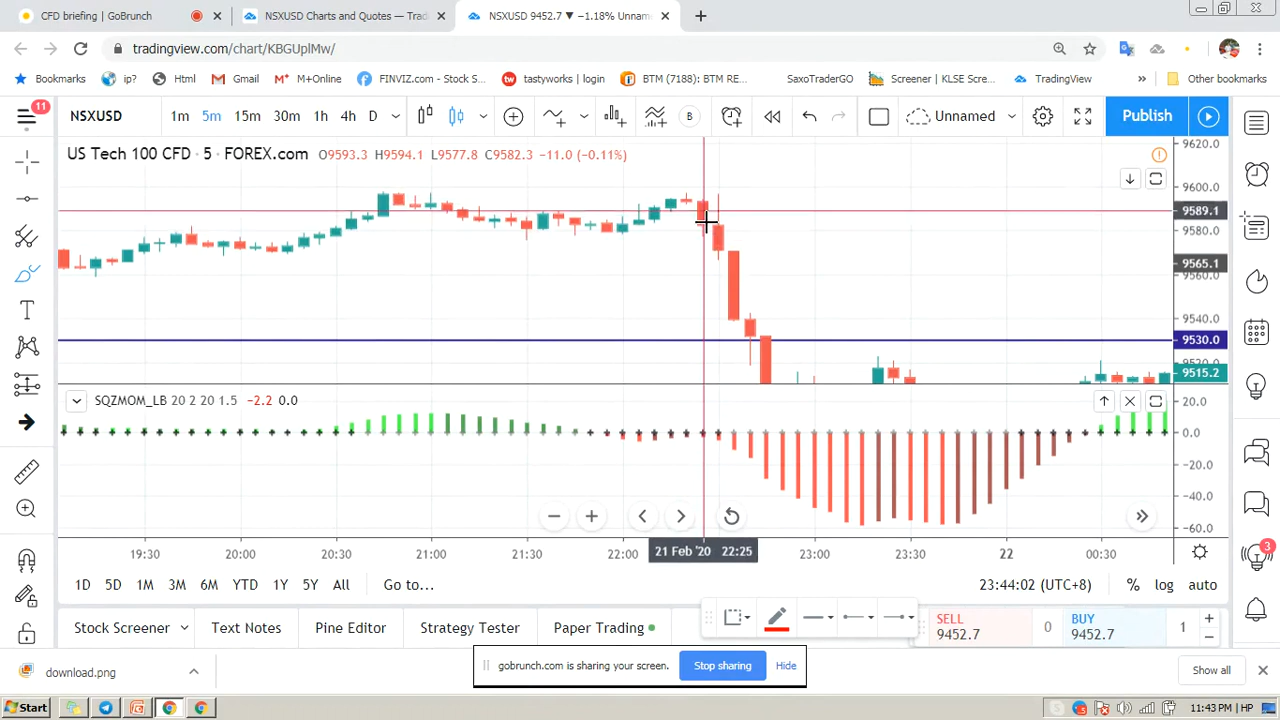 CFD briefing | GoBrunch
NSXUSD Charts and Quotes — Tradi
NSXUSD 9452.7 ▼ −1.18% Unnam
tradingview.com/chart/KBGUplMw/
Bookmarks ip? Html Gmail M+Online FINVIZ.com - Stock S... tastyworks | login BTM (7188): BTM RE... SaxoTraderGO Screener | KLSE Scre... TradingView » Other bookmarks
11 NSXUSD 1m 5m 15m 30m 1h 4h D B Unnamed Publish
US Tech 100 CFD · 5 · FOREX.com O9593.3 H9594.1 L9577.8 C9582.3 −11.0 (−0.11%)
9620.0
9600.0
9589.1
9580.0
9565.1
9560.0
9540.0
9530.0
9520.0
9515.2
SQZMOM_LB 20 2 20 1.5 −2.2 0.0
20.0
0.0
−20.0
−40.0
−60.0
19:30 20:00 20:30 21:00 21:30 22:00 21 Feb '20 22:25 23:00 23:30 22 00:30
3
1D 5D 1M 3M 6M YTD 1Y 5Y All Go to... 23:44:02 (UTC+8) % log auto
Stock Screener Text Notes Pine Editor Strategy Tester Paper Trading
SELL 9452.7 0 BUY 9452.7 1
gobrunch.com is sharing your screen. Stop sharing Hide
download.png Show all
Start 11:43 PM HP